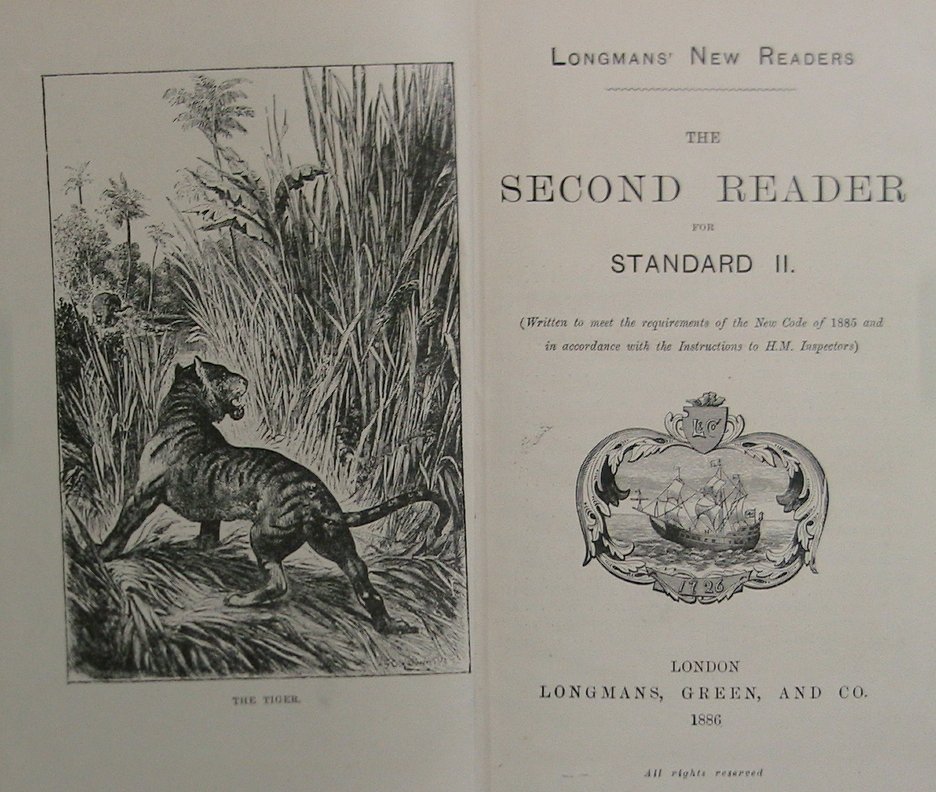 THE TIGER.
LONGMANS' NEW READERS
THE
SECOND READER
FOR
STANDARD II.
(Written to meet the requirements of the New Code of 1885 and
in accordance with the Instructions to H.M. Inspectors)
1726
LONDON
LONGMANS, GREEN, AND CO.
1886
All rights reserved